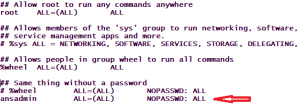 ## Allow root to run any commands anywhere
root ALL=(ALL) ALL
## Allows members of the 'sys' group to run networking, software,
## service management apps and more.
# %sys ALL = NETWORKING, SOFTWARE, SERVICES, STORAGE, DELEGATING,
## Allows people in group wheel to run all commands
%wheel ALL=(ALL) ALL
## Same thing without a password
# %wheel ALL=(ALL) NOPASSWD: ALL
ansadmin ALL=(ALL) NOPASSWD: ALL